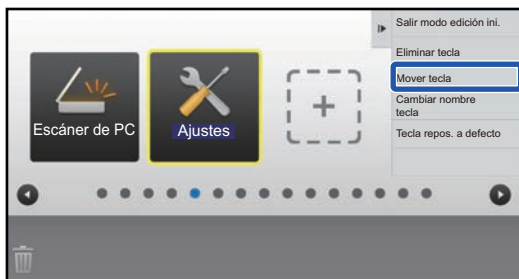 Salir modo edición ini.
Eliminar tecla
Mover tecla
Cambiar nombre
tecla
Tecla repos. a defecto
Escáner de PC
Ajustes